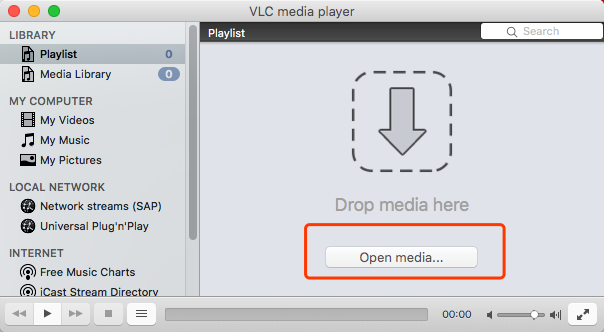 VLC media player
LIBRARY
Playlist 0
Media Library 0
MY COMPUTER
My Videos
My Music
My Pictures
LOCAL NETWORK
Network streams (SAP)
Universal Plug'n'Play
INTERNET
Free Music Charts
iCast Stream Directory
Playlist
Search
Drop media here
Open media...
00:00